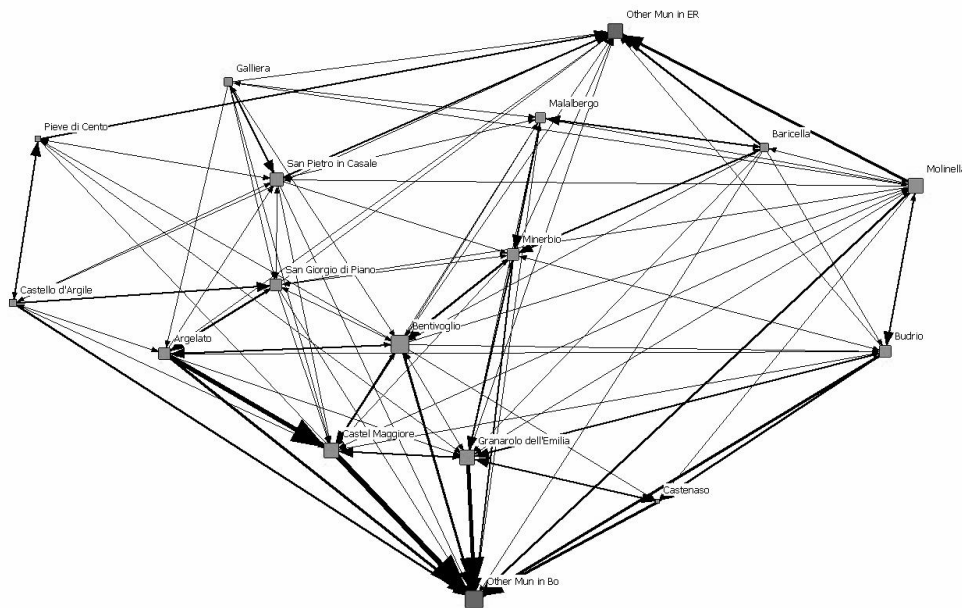 Other Mun in ER
Galliera
Malalbergo
Pieve di Cento
Baricella
San Pietro in Casale
Molinella
Minerbio
San Giorgio di Piano
Castello d'Argile
Bentivoglio
Argelato
Budrio
Castel Maggiore
Granarolo dell'Emilia
Castenaso
Other Mun in Bo